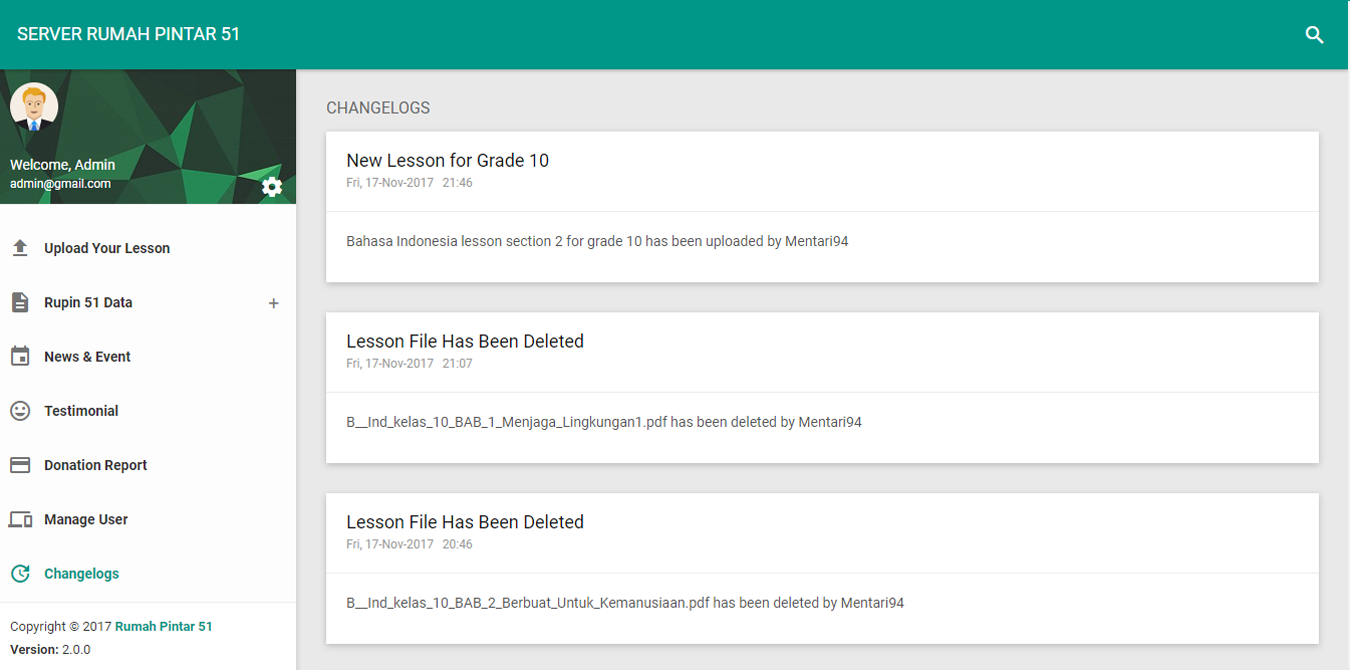 SERVER RUMAH PINTAR 51
Welcome, Admin
admin@gmail.com
Upload Your Lesson
Rupin 51 Data +
News & Event
Testimonial
Donation Report
Manage User
Changelogs
Copyright © 2017 Rumah Pintar 51
Version: 2.0.0
CHANGELOGS
New Lesson for Grade 10
Fri, 17-Nov-2017 21:46
Bahasa Indonesia lesson section 2 for grade 10 has been uploaded by Mentari94
Lesson File Has Been Deleted
Fri, 17-Nov-2017 21:07
B__Ind_kelas_10_BAB_1_Menjaga_Lingkungan1.pdf has been deleted by Mentari94
Lesson File Has Been Deleted
Fri, 17-Nov-2017 20:46
B__Ind_kelas_10_BAB_2_Berbuat_Untuk_Kemanusiaan.pdf has been deleted by Mentari94